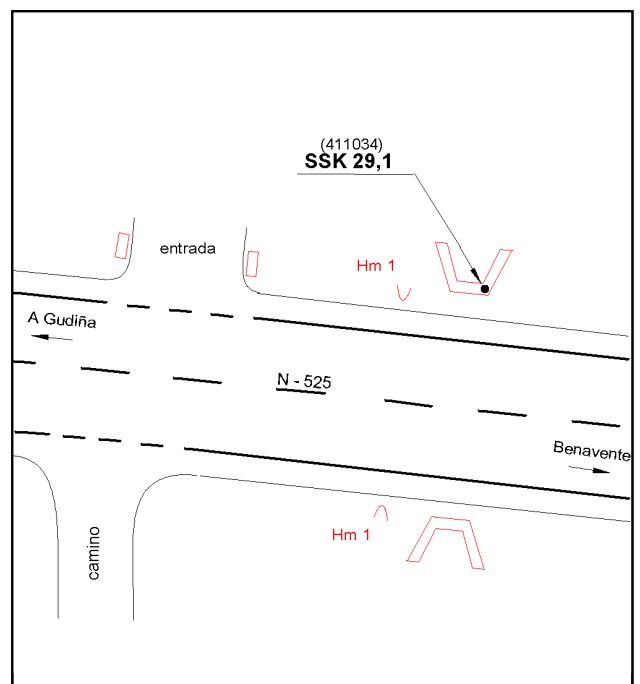 (411034)
SSK 29,1
entrada
Hm 1
A Gudiña
N - 525
Benavente
Hm 1
camino